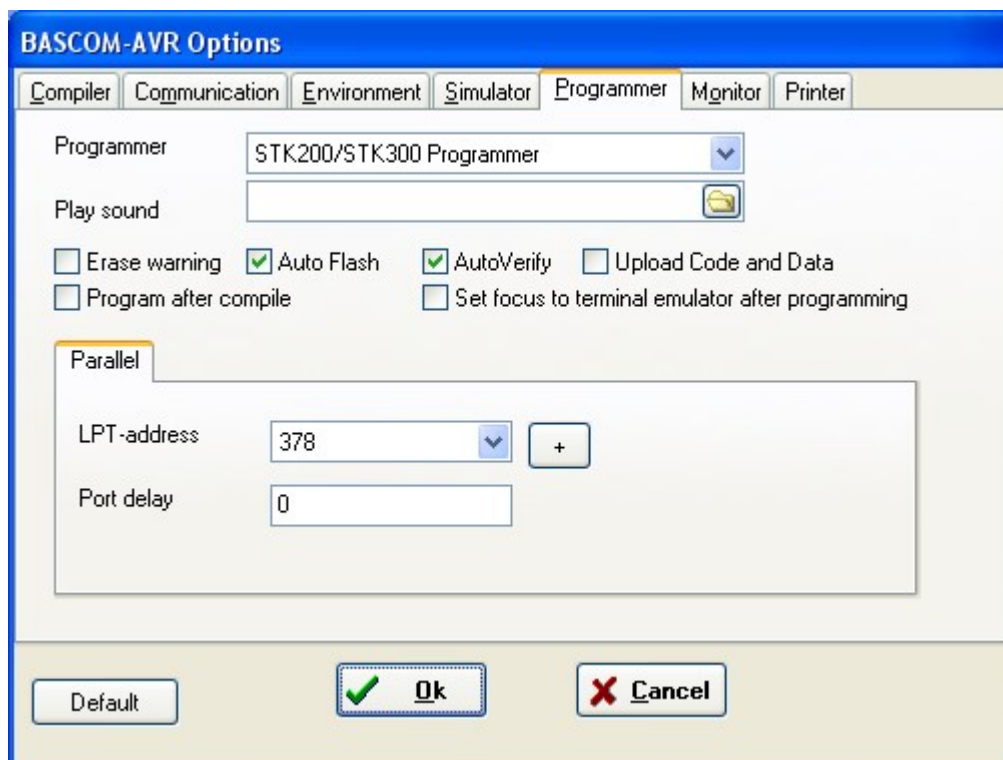 BASCOM-AVR Options
Compiler Communication Environment Simulator Programmer Monitor Printer
Programmer STK200/STK300 Programmer
Play sound
Erase warning Auto Flash AutoVerify Upload Code and Data
Program after compile Set focus to terminal emulator after programming
Parallel
LPT-address 378 +
Port delay 0
Default Ok Cancel